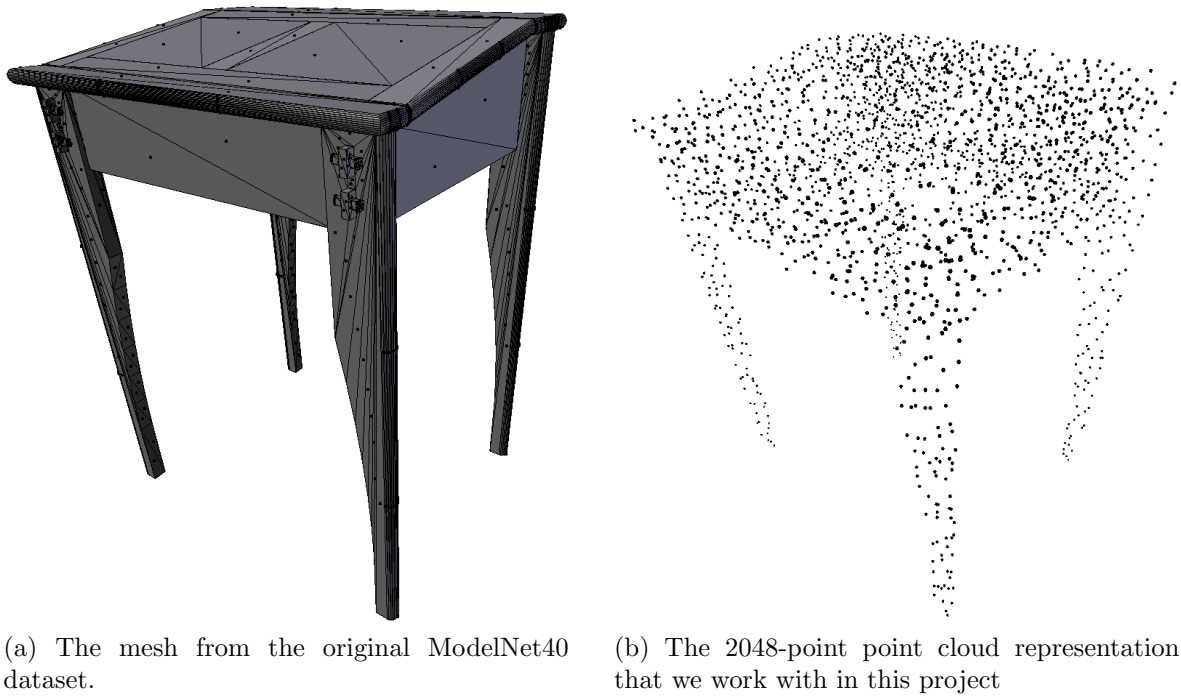 (a) The mesh from the original ModelNet40
dataset.
(b) The 2048-point point cloud representation
that we work with in this project